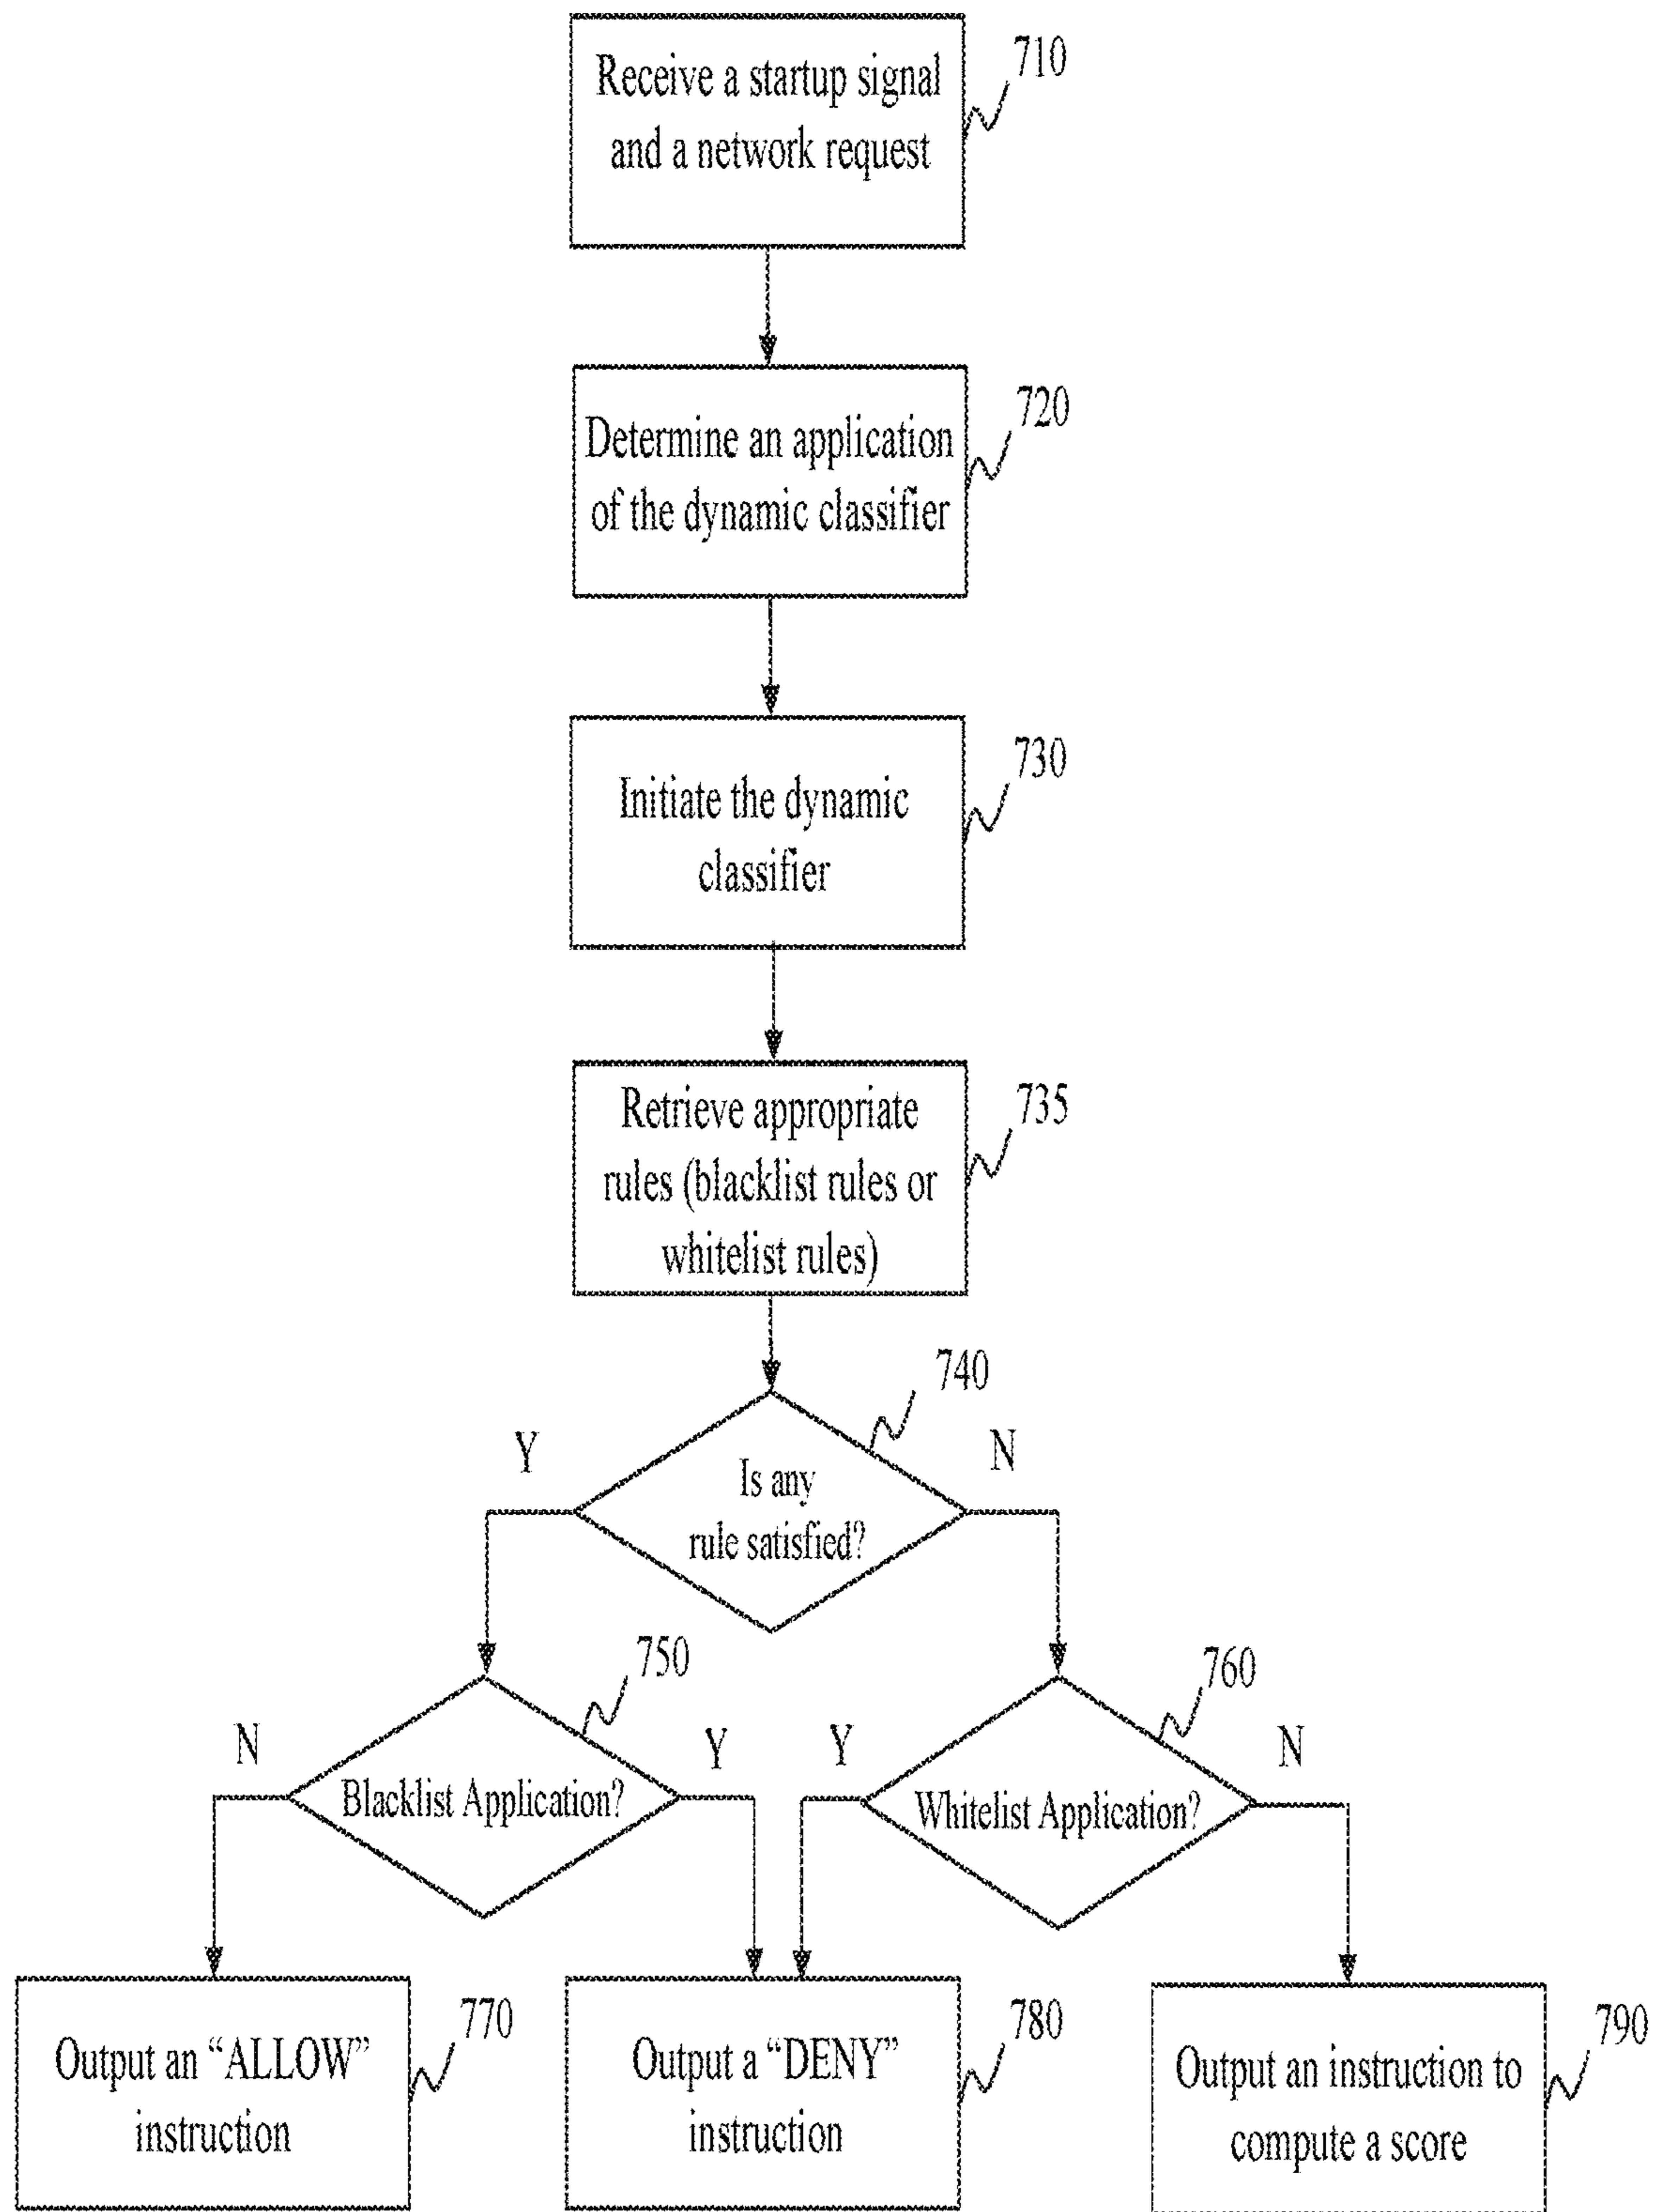 Receive a startup signal
and a network request
710
Determine an application
of the dynamic classifier
720
Initiate the dynamic
classifier
730
Retrieve appropriate
rules (blacklist rules or
whitelist rules)
735
740
Y
N
Is any
rule satisfied?
750
760
N
Y
Y
N
Blacklist Application?
Whitelist Application?
Output an “ALLOW”
instruction
770
Output a “DENY”
instruction
780
Output an instruction to
compute a score
790